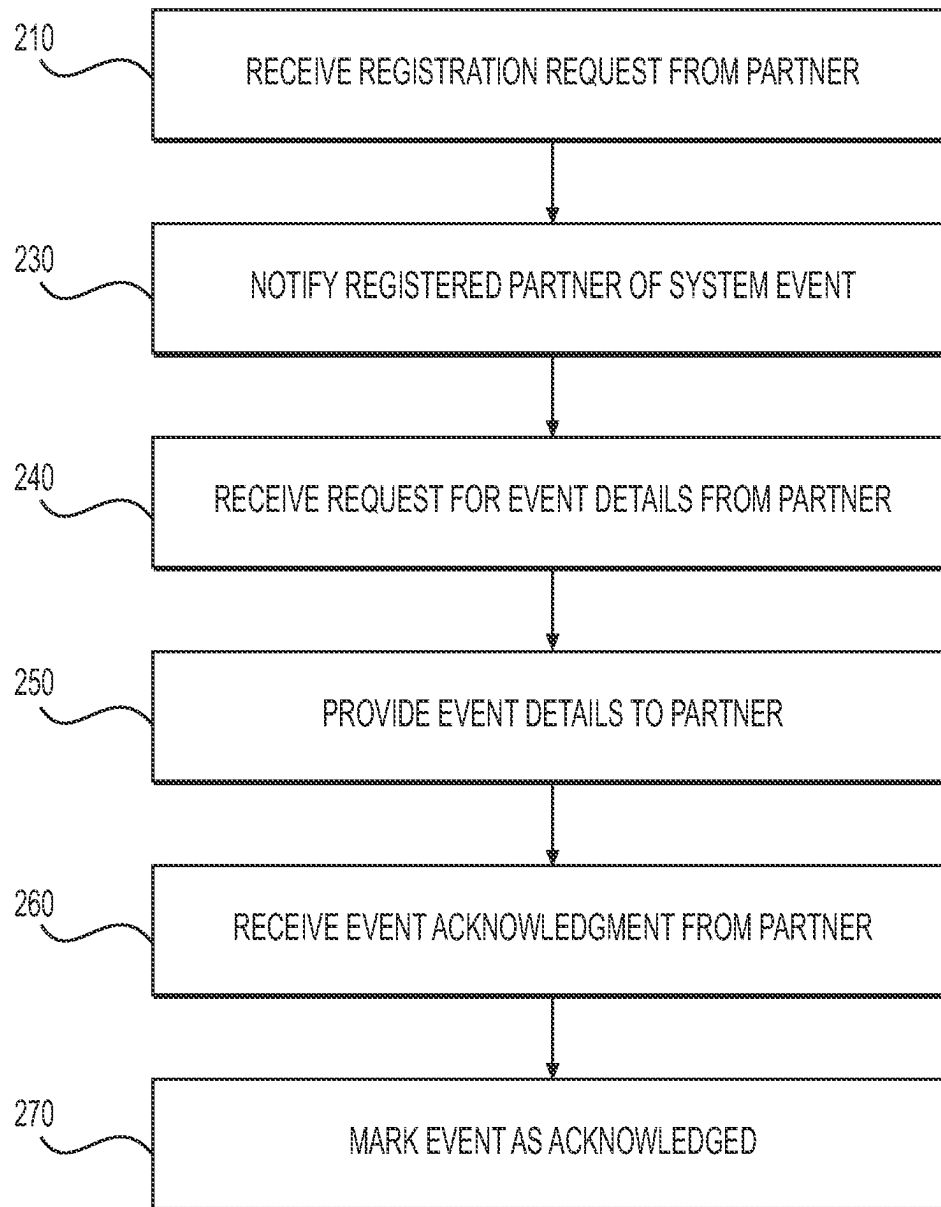 210
RECEIVE REGISTRATION REQUEST FROM PARTNER
230
NOTIFY REGISTERED PARTNER OF SYSTEM EVENT
240
RECEIVE REQUEST FOR EVENT DETAILS FROM PARTNER
250
PROVIDE EVENT DETAILS TO PARTNER
260
RECEIVE EVENT ACKNOWLEDGMENT FROM PARTNER
270
MARK EVENT AS ACKNOWLEDGED